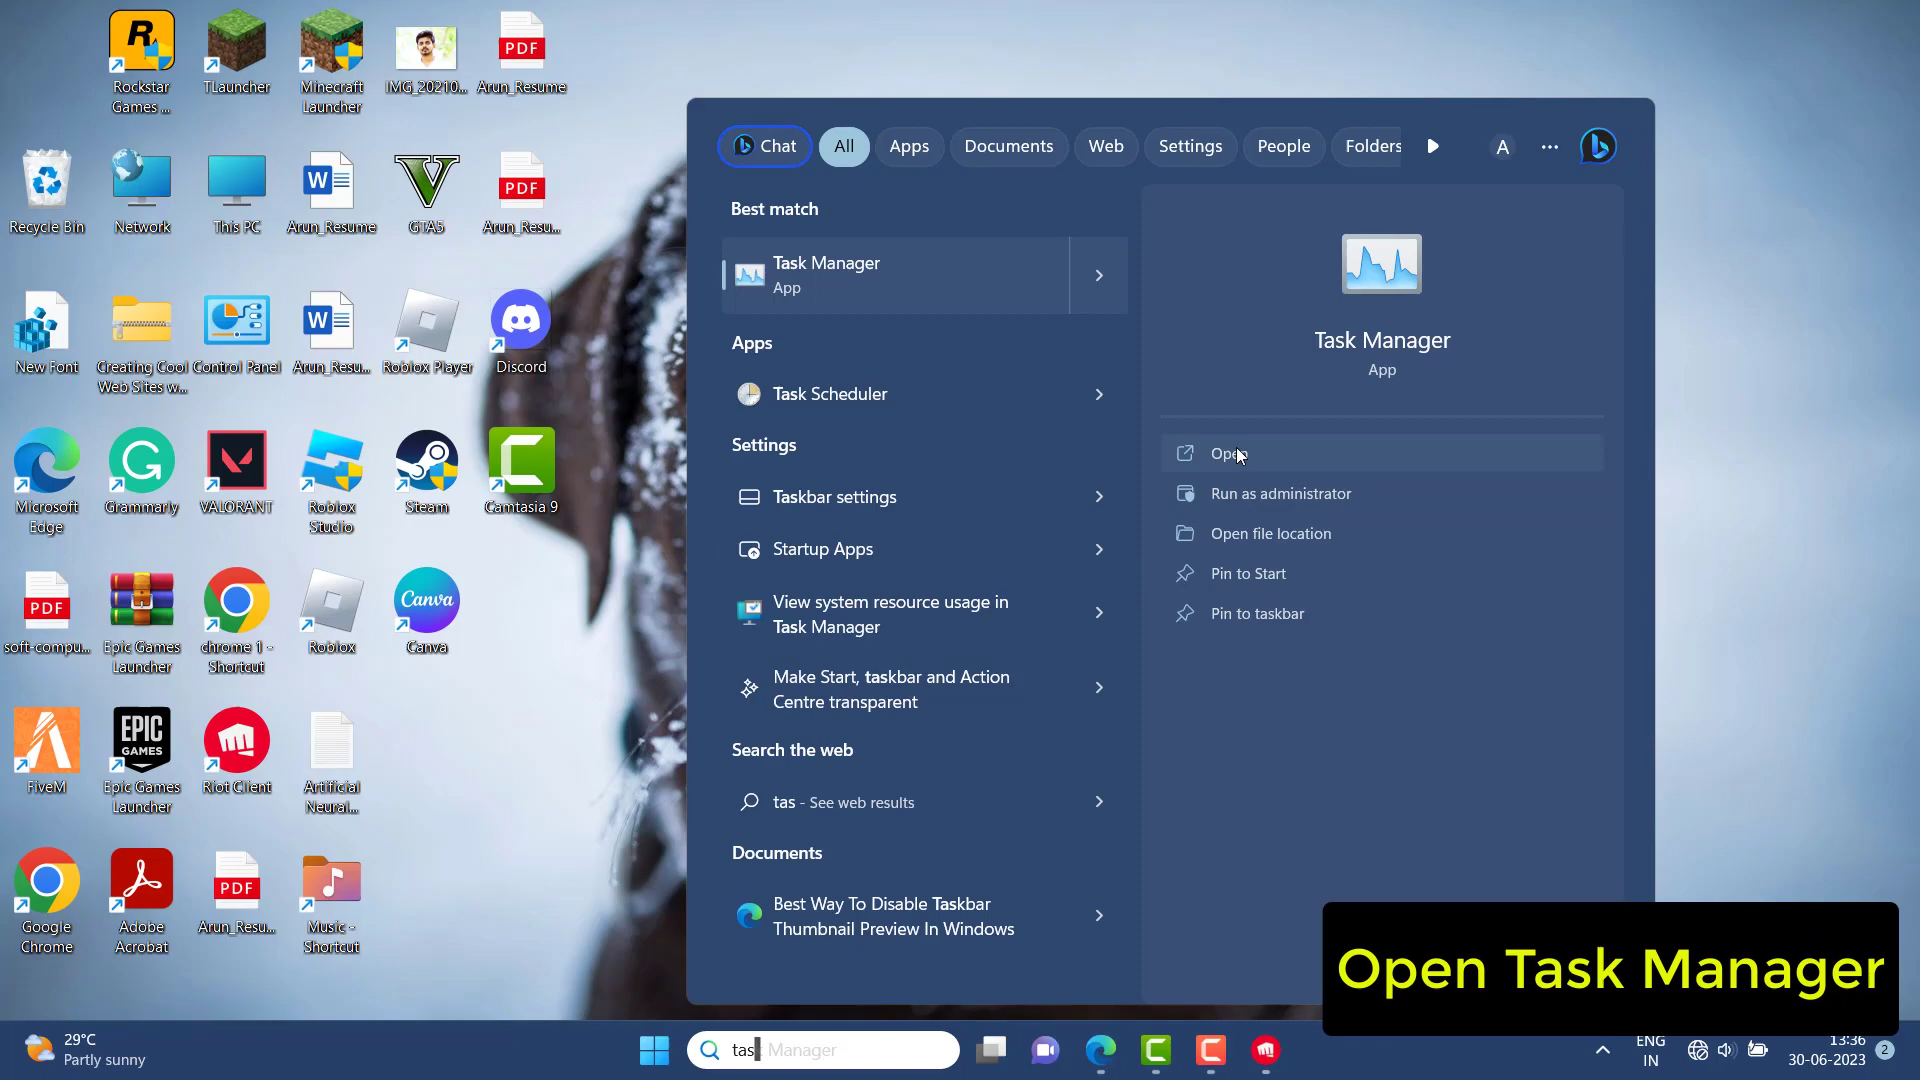 Rockstar
Games ...
TLauncher
Minecraft
Launcher
IMG_20210...
PDF
Arun_Resume
Recycle Bin
Network
This PC
Arun_Resume
GTA5
PDF
Arun_Resu...
New Font
Creating Cool
Web Sites w...
Control Panel
Arun_Resu...
Roblox Player
Discord
Microsoft
Edge
Grammarly
VALORANT
Roblox
Studio
Steam
Camtasia 9
PDF
soft-compu...
Epic Games
Launcher
chrome 1 -
Shortcut
Roblox
Canva
Canva
FiveM
EPIC
GAMES
Epic Games
Launcher
Riot Client
Artificial
Neural...
Google
Chrome
Adobe
Acrobat
PDF
Arun_Resu...
Music -
Shortcut
Chat
All
Apps
Documents
Web
Settings
People
Folders
A
...
Best match
Task Manager
App
Apps
Task Scheduler
Settings
Taskbar settings
Startup Apps
View system resource usage in
Task Manager
Make Start, taskbar and Action
Centre transparent
Search the web
tas - See web results
Documents
Best Way To Disable Taskbar
Thumbnail Preview In Windows
Task Manager
App
Open
Run as administrator
Open file location
Pin to Start
Pin to taskbar
Open Task Manager
29°C
Partly sunny
task Manager
ENG
IN
13:36
30-06-2023
2